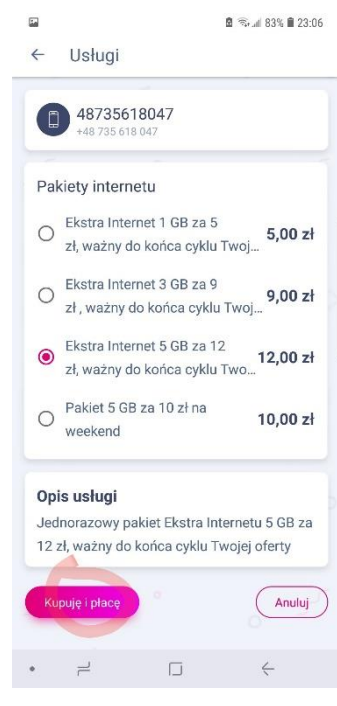 83% 23:06
Usługi
48735618047
+48 735 618 047
Pakiety internetu
Ekstra Internet 1 GB za 5
zł, ważny do końca cyklu Twoj... 5,00 zł
Ekstra Internet 3 GB za 9
zł , ważny do końca cyklu Twoj... 9,00 zł
Ekstra Internet 5 GB za 12
zł, ważny do końca cyklu Two... 12,00 zł
Pakiet 5 GB za 10 zł na
weekend 10,00 zł
Opis usługi
Jednorazowy pakiet Ekstra Internetu 5 GB za
12 zł, ważny do końca cyklu Twojej oferty
Kupuję i płacę Anuluj